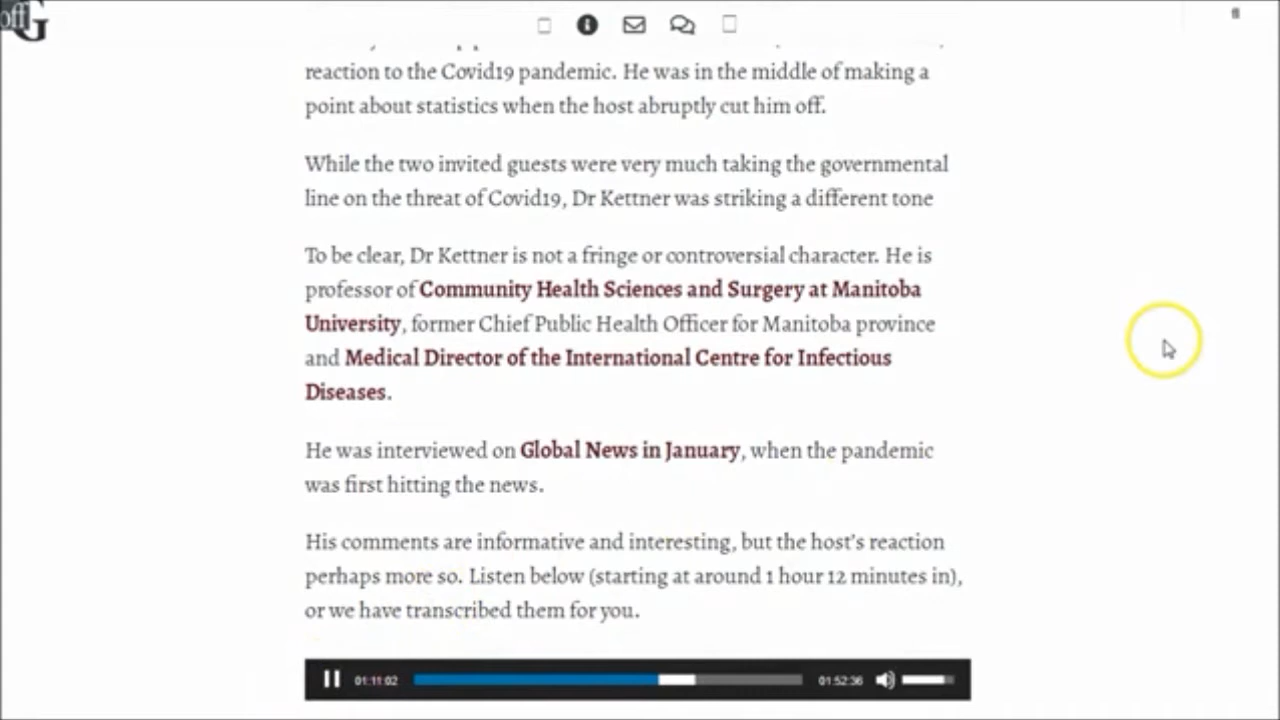 off
G
reaction to the Covid19 pandemic. He was in the middle of making a
point about statistics when the host abruptly cut him off.
While the two invited guests were very much taking the governmental
line on the threat of Covid19, Dr Kettner was striking a different tone
To be clear, Dr Kettner is not a fringe or controversial character. He is
professor of Community Health Sciences and Surgery at Manitoba
University, former Chief Public Health Officer for Manitoba province
and Medical Director of the International Centre for Infectious
Diseases.
He was interviewed on Global News in January, when the pandemic
was first hitting the news.
His comments are informative and interesting, but the host's reaction
perhaps more so. Listen below (starting at around 1 hour 12 minutes in),
or we have transcribed them for you.
01:11:02 01:52:36